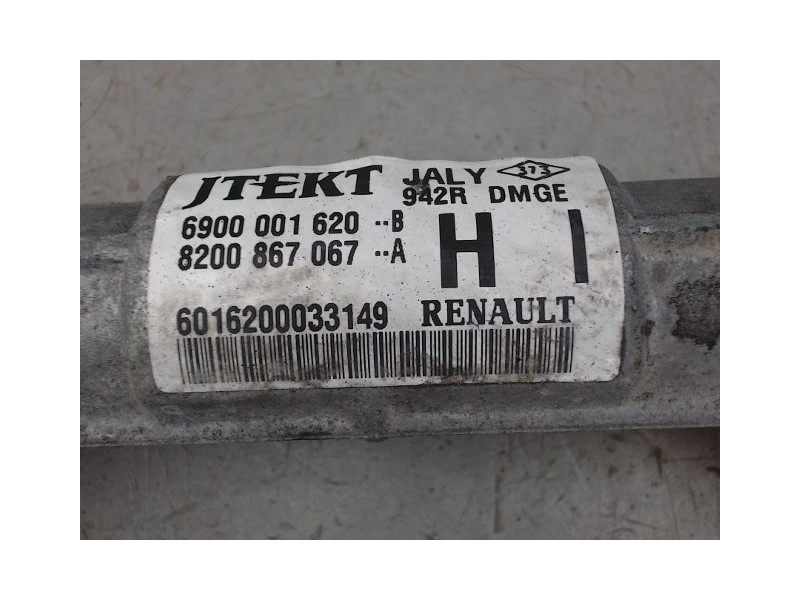 JTEKT JALY 373
942R DMGE
6900 001 620 --B
8200 867 067 --A
H I
6016200033149 RENAULT